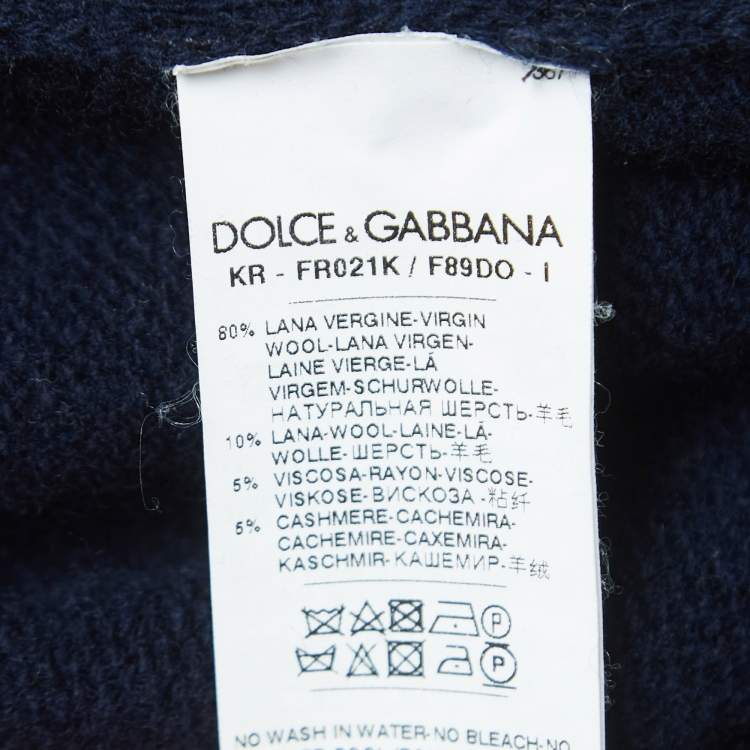 DOLCE & GABBANA
KR - FR021K / F89DO - I
80% LANA VERGINE-VIRGIN
WOOL-LANA VIRGEN-
LAINE VIERGE-LÃ
VIRGEM-SCHURWOLLE-
НАТУРАЛЬНАЯ ШЕРСТЬ-羊毛
10% LANA-WOOL-LAINE-LÃ-
WOLLE-ШЕРСТЬ-羊毛
5% VISCOSA-RAYON-VISCOSE-
VISKOSE-ВИСКОЗА-粘纤
5% CASHMERE-CACHEMIRA-
CACHEMIRE-CAXEMIRA-
KASCHMIR-КАШЕМИР-羊绒
P
P
NO WASH IN WATER-NO BLEACH-NO